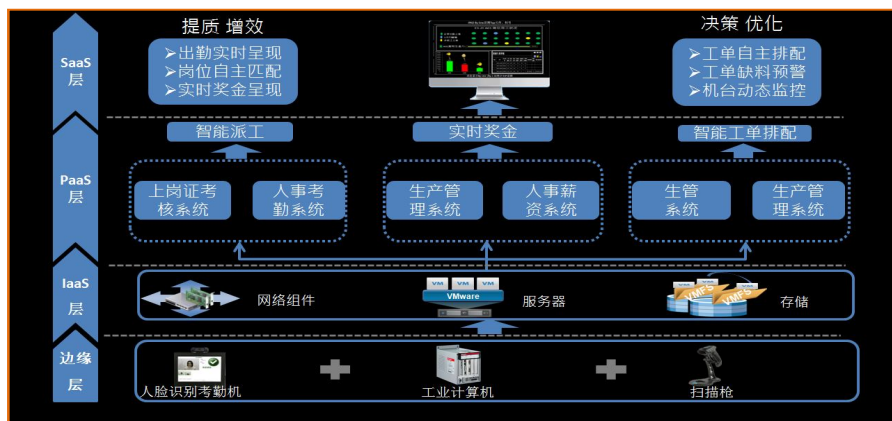 提质 增效
决策 优化
SaaS
层
➢出勤实时呈现
➢岗位自主匹配
➢实时奖金呈现
➢工单自主排配
➢工单缺料预警
➢机台动态监控
智能派工
实时奖金
智能工单排配
PaaS
层
上岗证考
核系统
人事考
勤系统
生产管
理系统
人事薪
资系统
生管
系统
生产管
理系统
IaaS
层
网络组件
VM VM VM
VMware
服务器
VMFS VMFS
存储
边缘
层
人脸识别考勤机
工业计算机
扫描枪